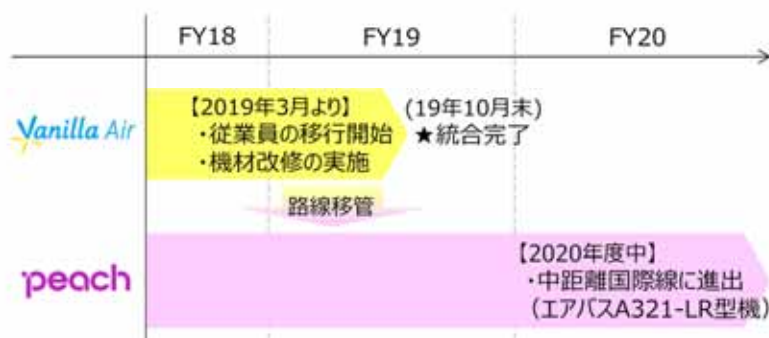 FY18
FY19
FY20
Vanilla Air
【2019年3月より】
・従業員の移行開始
・機材改修の実施
(19年10月末)
★統合完了
路線移管
peach
【2020年度中】
・中距離国際線に進出
(エアバスA321-LR型機)